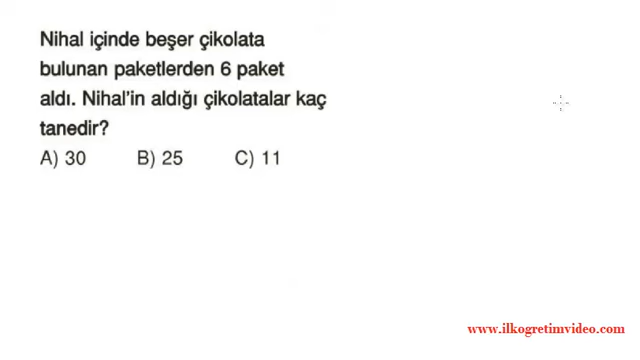 Nihal içinde beşer çikolata
bulunan paketlerden 6 paket
aldı. Nihal'in aldığı çikolatalar kaç
tanedir?
A) 30 B) 25 C) 11
www.ilkogretimvideo.com